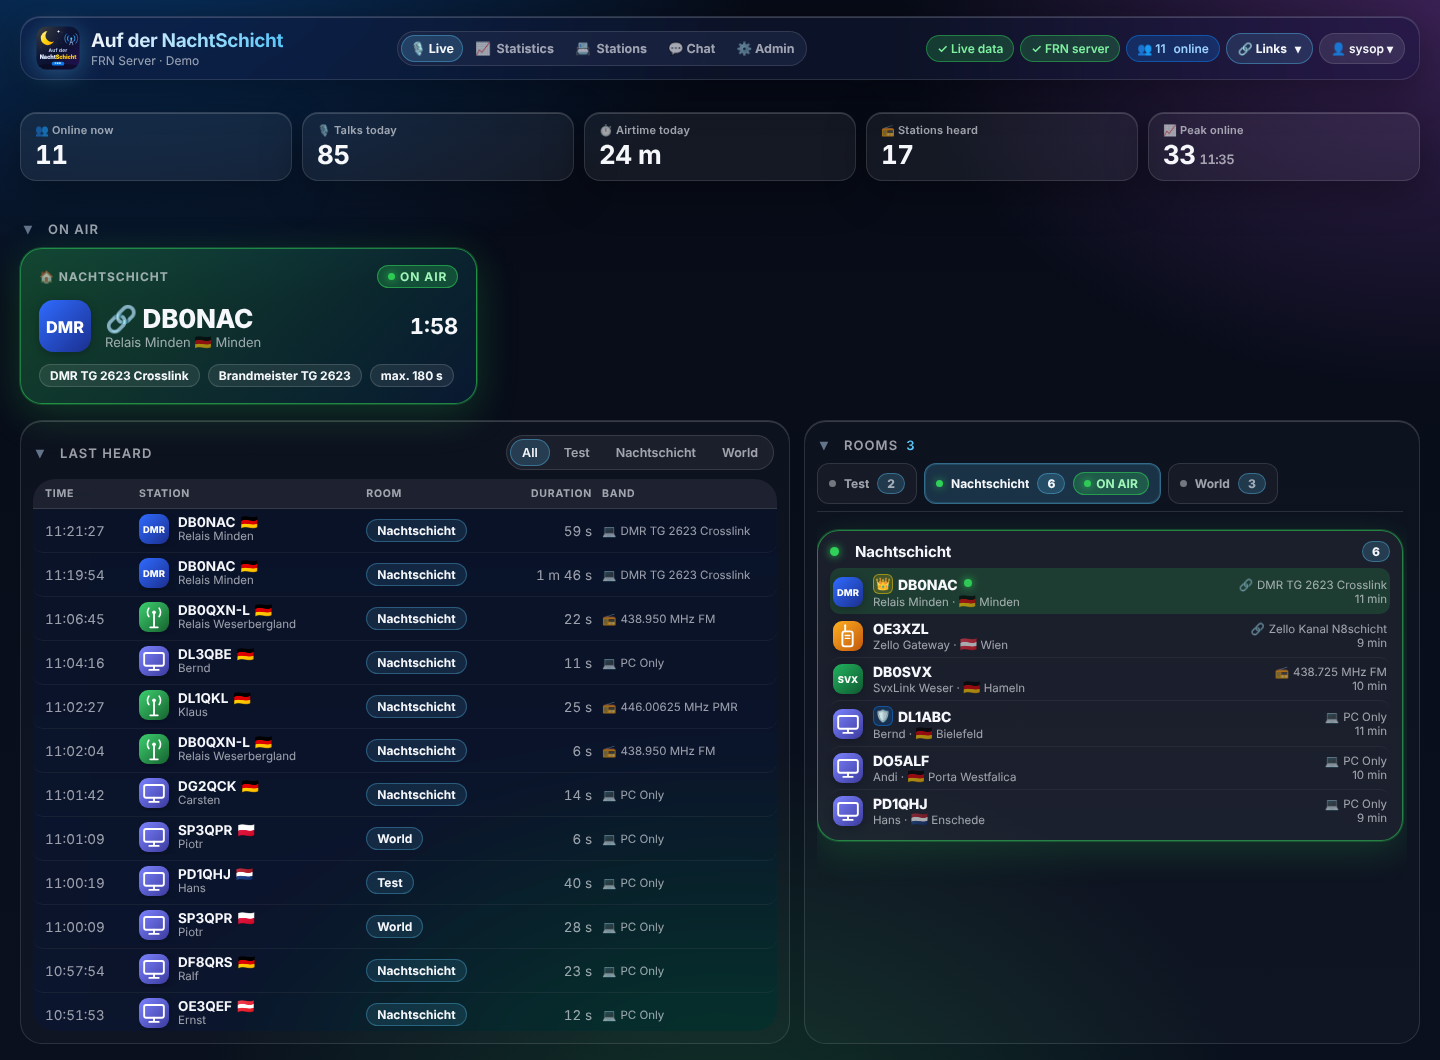 Auf der NachtSchicht
FRN Server · Demo
Live
Statistics
Stations
Chat
Admin
✓ Live data
✓ FRN server
11 online
Links ▾
sysop ▾
Online now
11
Talks today
85
Airtime today
24 m
Stations heard
17
Peak online
33 11:35
▼ ON AIR
NACHTSCHICHT
ON AIR
DMR
DB0NAC
1:58
Relais Minden 🇩🇪 Minden
DMR TG 2623 Crosslink
Brandmeister TG 2623
max. 180 s
▼ LAST HEARD
All
Test
Nachtschicht
World
TIME STATION ROOM DURATION BAND
11:21:27 DMR DB0NAC Nachtschicht 59 s DMR TG 2623 Crosslink
Relais Minden
11:19:54 DMR DB0NAC Nachtschicht 1 m 46 s DMR TG 2623 Crosslink
Relais Minden
11:06:45 DB0QXN-L Nachtschicht 22 s 438.950 MHz FM
Relais Weserbergland
11:04:16 DL3QBE Nachtschicht 11 s PC Only
Bernd
11:02:27 DL1QKL Nachtschicht 25 s 446.00625 MHz PMR
Klaus
11:02:04 DB0QXN-L Nachtschicht 6 s 438.950 MHz FM
Relais Weserbergland
11:01:42 DG2QCK Nachtschicht 14 s PC Only
Carsten
11:01:09 SP3QPR World 6 s PC Only
Piotr
11:00:19 PD1QHJ Test 40 s PC Only
Hans
11:00:09 SP3QPR World 28 s PC Only
Piotr
10:57:54 DF8QRS Nachtschicht 23 s PC Only
Ralf
10:51:53 OE3QEF Nachtschicht 12 s PC Only
Ernst
▼ ROOMS 3
Test 2
Nachtschicht 6 ON AIR
World 3
Nachtschicht 6
DMR DB0NAC DMR TG 2623 Crosslink
Relais Minden · Minden 11 min
OE3XZL Zello Kanal N8schicht
Zello Gateway · Wien 9 min
SVX DB0SVX 438.725 MHz FM
SvxLink Weser · Hameln 10 min
DL1ABC PC Only
Bernd · Bielefeld 11 min
DO5ALF PC Only
Andi · Porta Westfalica 10 min
PD1QHJ PC Only
Hans · Enschede 9 min